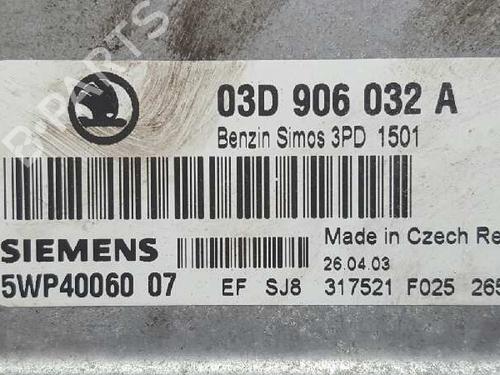 03D 906 032 A
Benzin Simos 3PD 1501
SIEMENS
Made in Czech Re
26.04.03
5WP40060 07
EF SJ8 317521 F025 265
B-PARTS